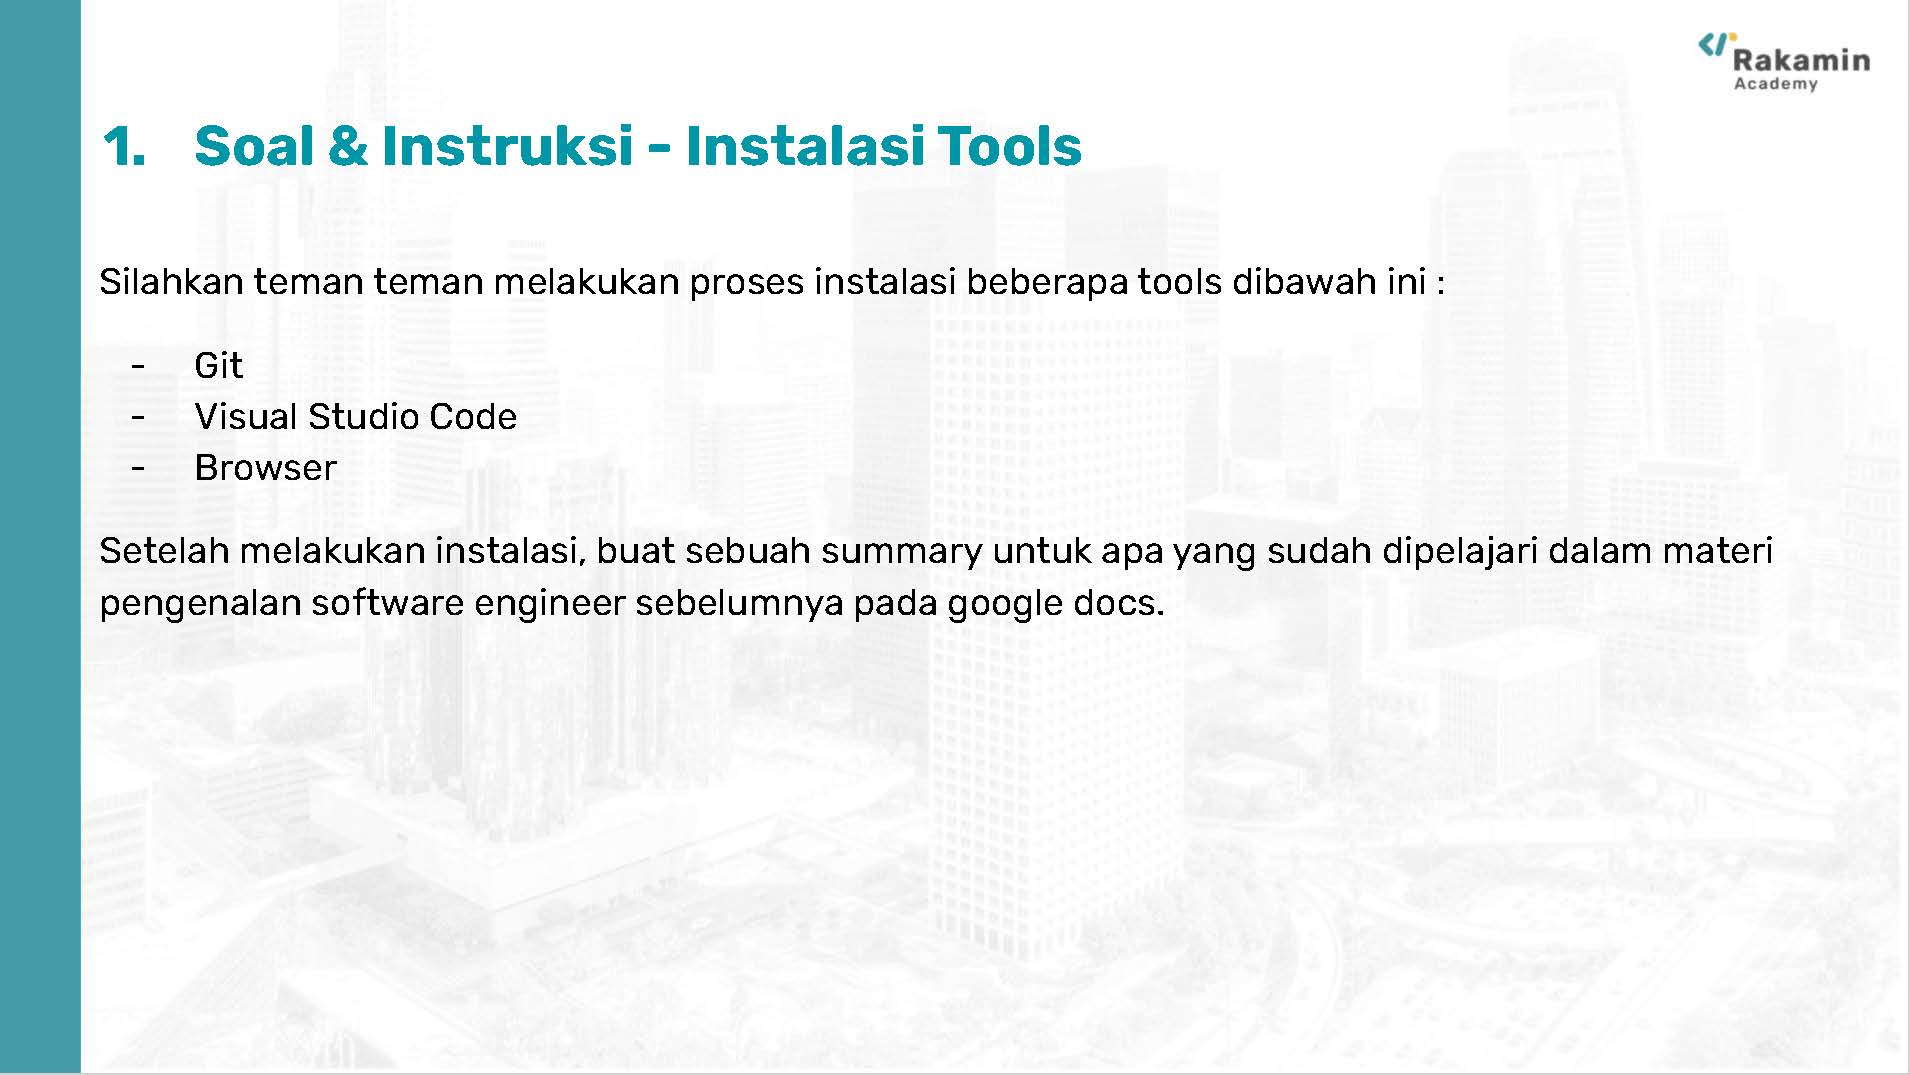 Rakamin
Academy
1. Soal & Instruksi - Instalasi Tools
Silahkan teman teman melakukan proses instalasi beberapa tools dibawah ini :
- Git
- Visual Studio Code
- Browser
Setelah melakukan instalasi, buat sebuah summary untuk apa yang sudah dipelajari dalam materi
pengenalan software engineer sebelumnya pada google docs.